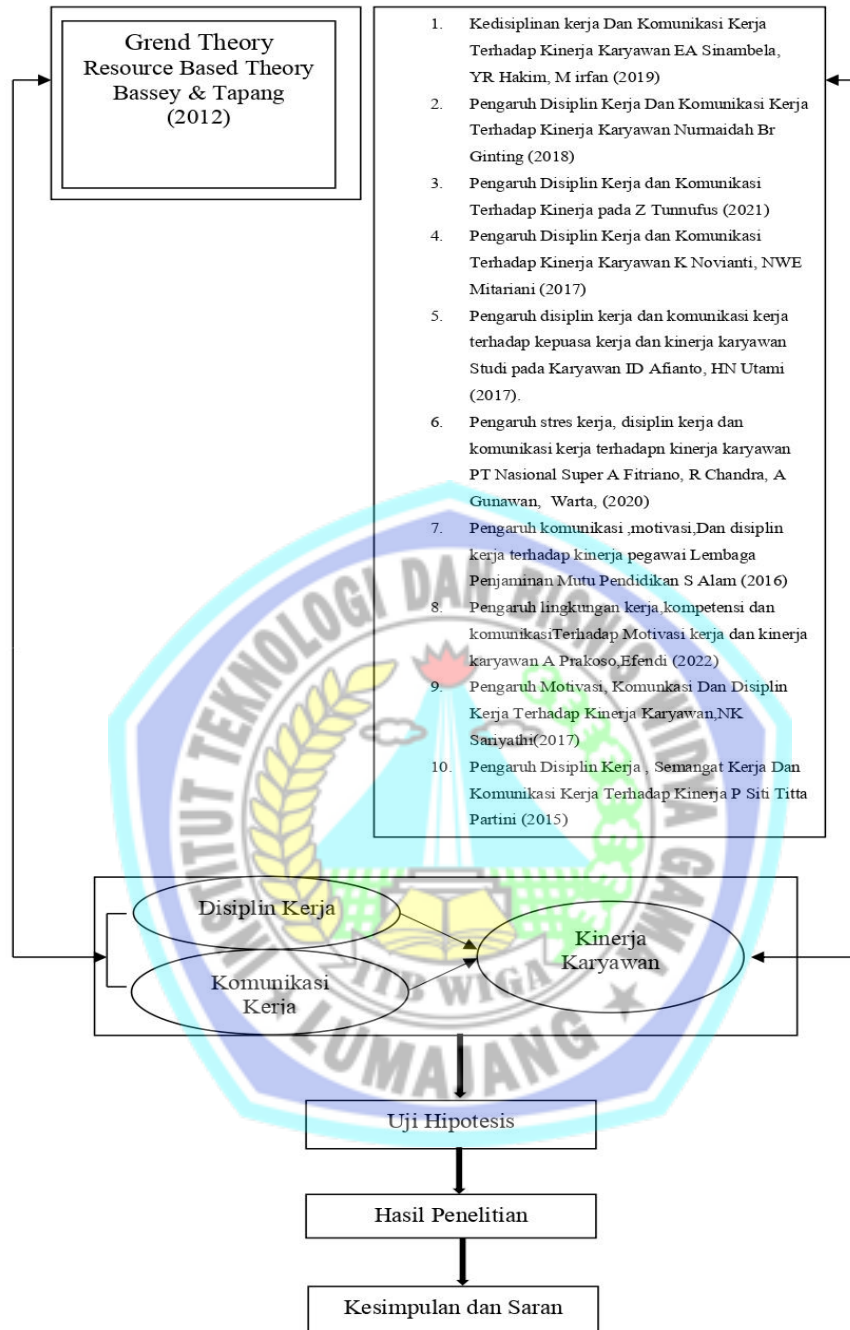 Grend Theory
Resource Based Theory
Bassey & Tapang
(2012)
1. Kedisiplinan kerja Dan Komunikasi Kerja
Terhadap Kinerja Karyawan EA Sinambela,
YR Hakim, M irfan (2019)
2. Pengaruh Disiplin Kerja Dan Komunikasi Kerja
Terhadap Kinerja Karyawan Nurmaidah Br
Ginting (2018)
3. Pengaruh Disiplin Kerja dan Komunikasi
Terhadap Kinerja pada Z Tunnufus (2021)
4. Pengaruh Disiplin Kerja dan Komunikasi
Terhadap Kinerja Karyawan K Novianti, NWE
Mitariani (2017)
5. Pengaruh disiplin kerja dan komunikasi kerja
terhadap kepuasa kerja dan kinerja karyawan
Studi pada Karyawan ID Afianto, HN Utami
(2017).
6. Pengaruh stres kerja, disiplin kerja dan
komunikasi kerja terhadapn kinerja karyawan
PT Nasional Super A Fitriano, R Chandra, A
Gunawan, Warta, (2020)
7. Pengaruh komunikasi ,motivasi,Dan disiplin
kerja terhadap kinerja pegawai Lembaga
Penjaminan Mutu Pendidikan S Alam (2016)
8. Pengaruh lingkungan kerja,kompetensi dan
komunikasiTerhadap Motivasi kerja dan kinerja
karyawan A Prakoso,Efendi (2022)
9. Pengaruh Motivasi, Komunkasi Dan Disiplin
Kerja Terhadap Kinerja Karyawan,NK
Sariyathi(2017)
10. Pengaruh Disiplin Kerja , Semangat Kerja Dan
Komunikasi Kerja Terhadap Kinerja P Siti Titta
Partini (2015)
INSTITUT TEKNOLOGI DAN BISNIS WIDYA GAMA
ITB WIGA
LUMAJANG
Disiplin Kerja
Komunikasi
Kerja
Kinerja
Karyawan
Uji Hipotesis
Hasil Penelitian
Kesimpulan dan Saran